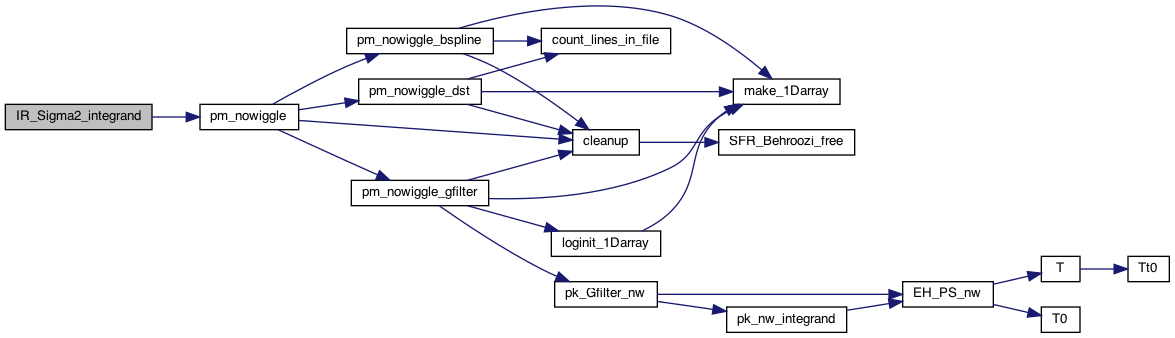 IR_Sigma2_integrand
pm_nowiggle
pm_nowiggle_bspline
pm_nowiggle_dst
pm_nowiggle_gfilter
count_lines_in_file
cleanup
loginit_1Darray
pk_Gfilter_nw
make_1Darray
SFR_Behroozi_free
pk_nw_integrand
EH_PS_nw
T
T0
Tt0